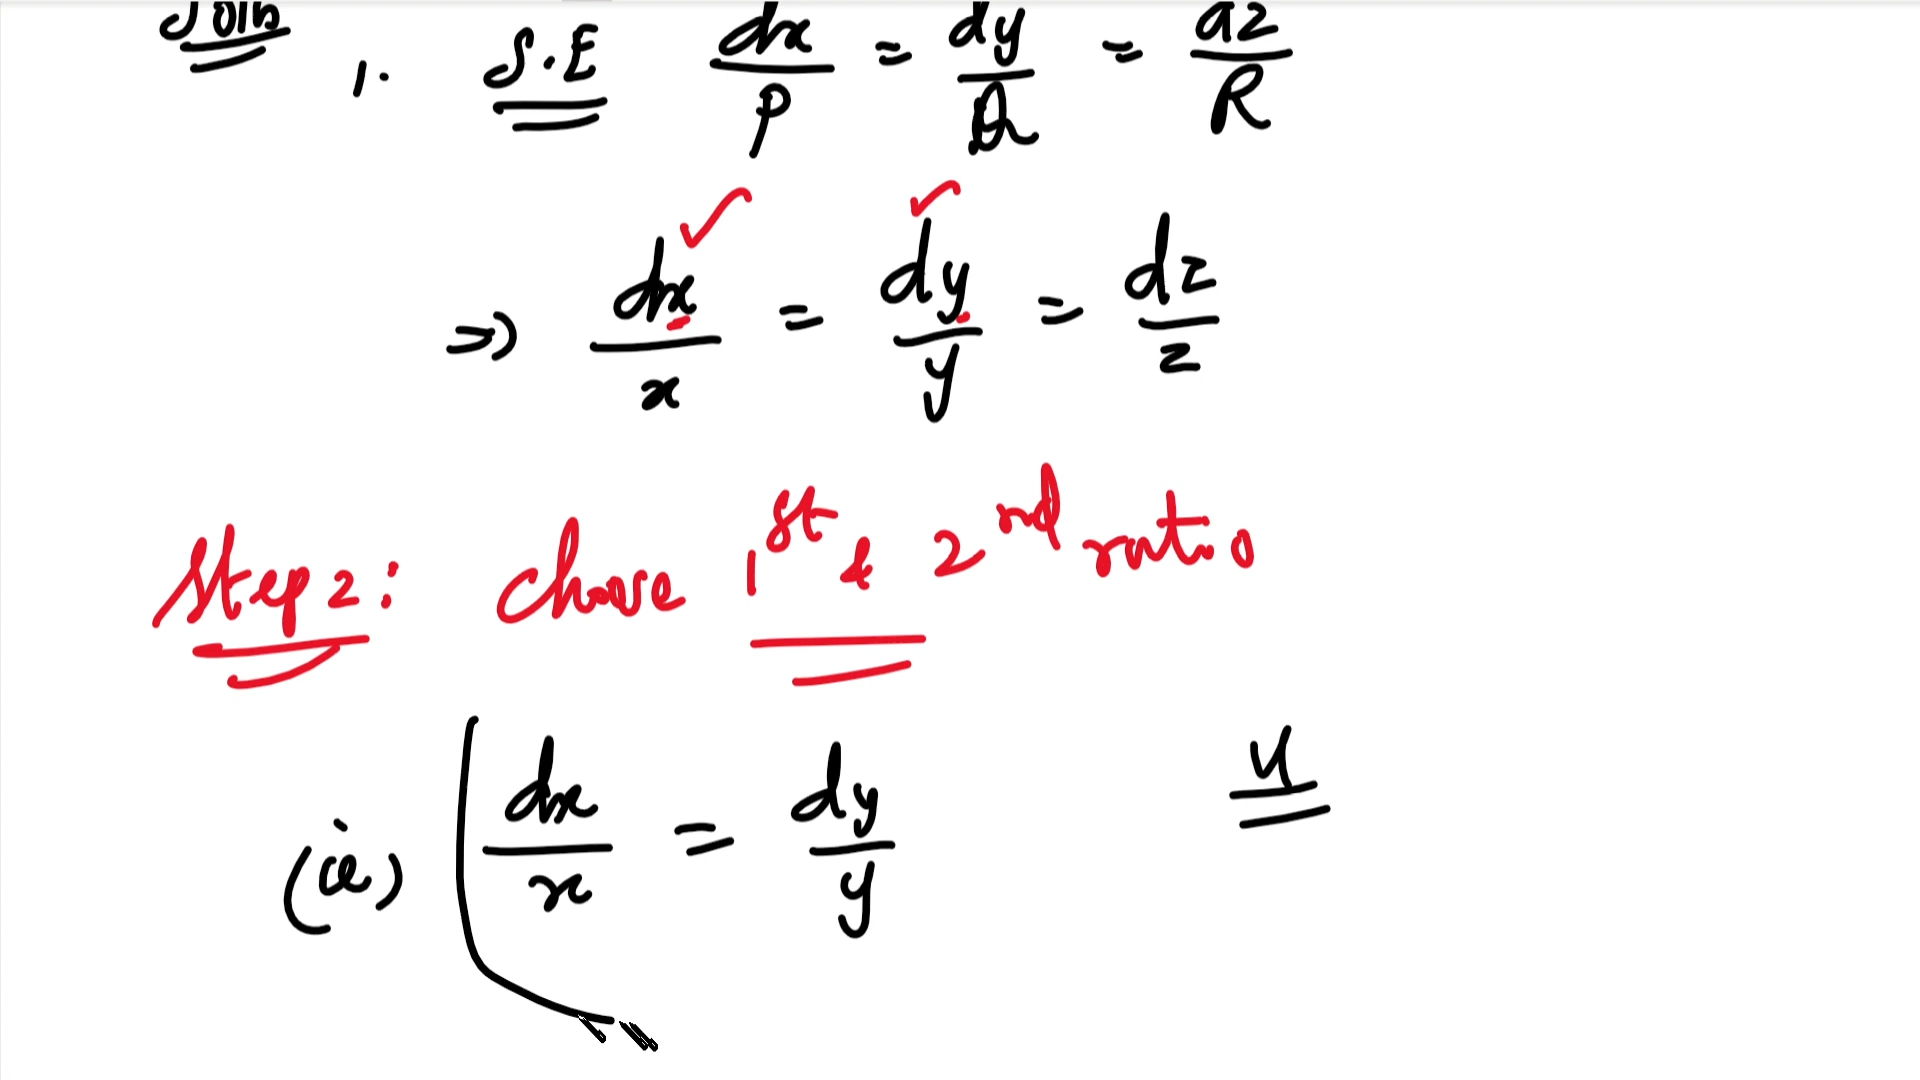 Soln
1. S.E dx/P = dy/Q = dz/R
=> dx/x = dy/y = dz/z
Step 2: choose 1st & 2nd ratio
(ie) dx/x = dy/y u